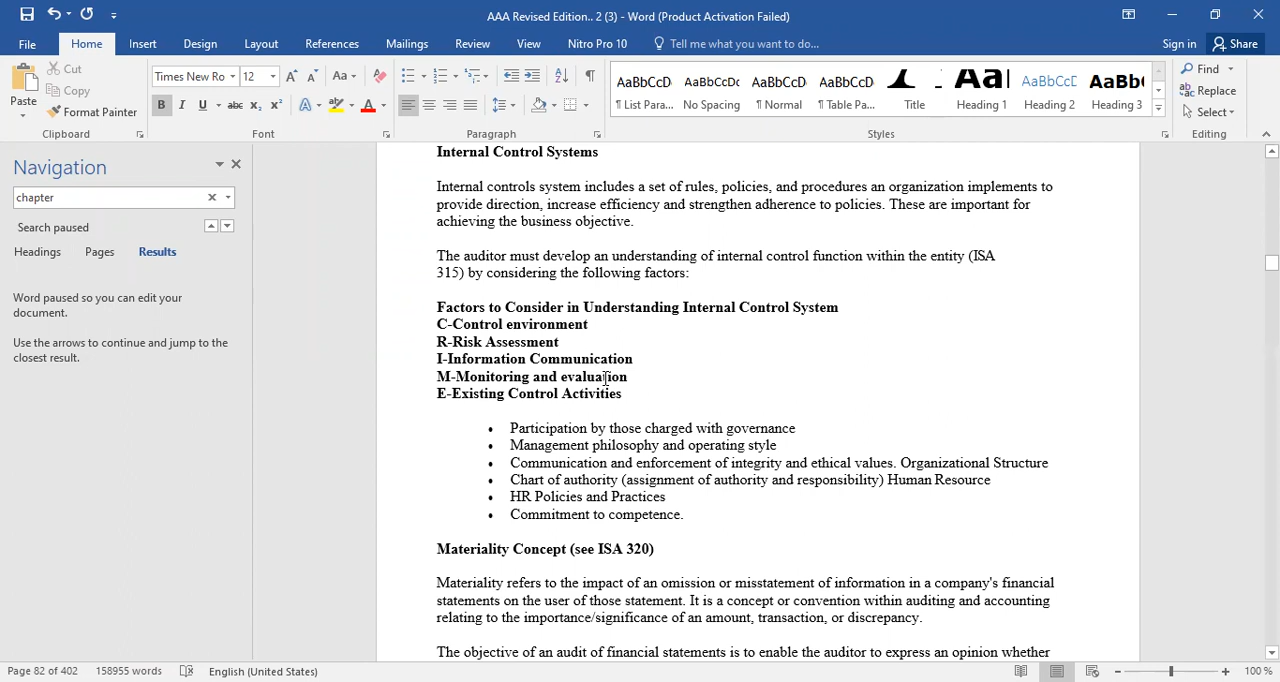 AAA Revised Edition.. 2 (3) - Word (Product Activation Failed)
File Home Insert Design Layout References Mailings Review View Nitro Pro 10 Tell me what you want to do... Sign in Share
Paste
Cut
Copy
Format Painter
Clipboard
Times New Ro 12
Font
Paragraph
AaBbCcD AaBbCcDc AaBbCcD AaBbCcD AaBbCcD AaBb(
¶ List Para... No Spacing ¶ Normal ¶ Table Pa... Title Heading 1 Heading 2 Heading 3
Styles
Find
Replace
Select
Editing
Navigation
chapter
Search paused
Headings Pages Results
Word paused so you can edit your
document.
Use the arrows to continue and jump to the
closest result.
Internal Control Systems
Internal controls system includes a set of rules, policies, and procedures an organization implements to
provide direction, increase efficiency and strengthen adherence to policies. These are important for
achieving the business objective.
The auditor must develop an understanding of internal control function within the entity (ISA
315) by considering the following factors:
Factors to Consider in Understanding Internal Control System
C-Control environment
R-Risk Assessment
I-Information Communication
M-Monitoring and evaluation
E-Existing Control Activities
• Participation by those charged with governance
• Management philosophy and operating style
• Communication and enforcement of integrity and ethical values. Organizational Structure
• Chart of authority (assignment of authority and responsibility) Human Resource
• HR Policies and Practices
• Commitment to competence.
Materiality Concept (see ISA 320)
Materiality refers to the impact of an omission or misstatement of information in a company's financial
statements on the user of those statement. It is a concept or convention within auditing and accounting
relating to the importance/significance of an amount, transaction, or discrepancy.
The objective of an audit of financial statements is to enable the auditor to express an opinion whether
Page 82 of 402 158955 words English (United States) 100 %